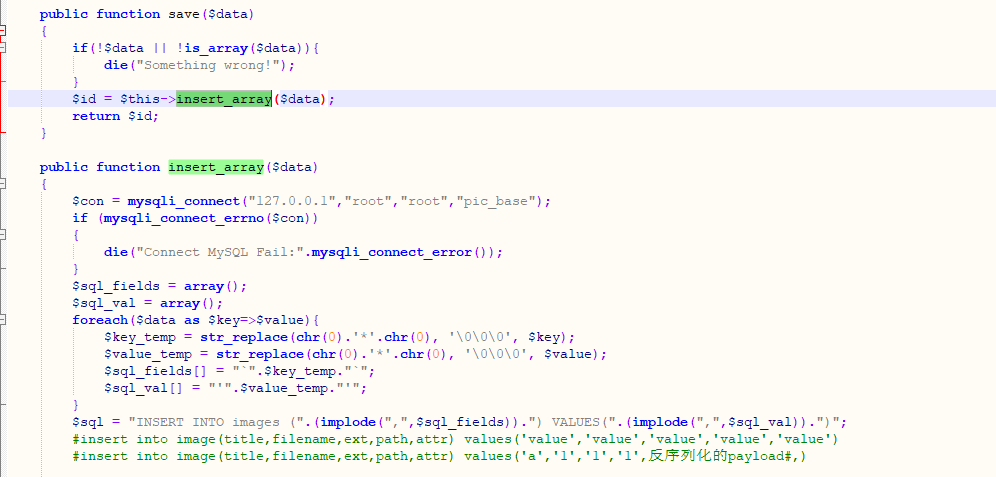 public function save($data)
{
if(!$data || !is_array($data)){
die("Something wrong!");
}
$id = $this->insert_array($data);
return $id;
}
public function insert_array($data)
{
$con = mysqli_connect("127.0.0.1","root","root","pic_base");
if (mysqli_connect_errno($con))
{
die("Connect MySQL Fail:".mysqli_connect_error());
}
$sql_fields = array();
$sql_val = array();
foreach($data as $key=>$value){
$key_temp = str_replace(chr(0).'*'.chr(0), '\0\0\0', $key);
$value_temp = str_replace(chr(0).'*'.chr(0), '\0\0\0', $value);
$sql_fields[] = "`".$key_temp."`";
$sql_val[] = "'".$value_temp."'";
}
$sql = "INSERT INTO images (".(implode(",",$sql_fields)).") VALUES(".(implode(",",$sql_val)).")";
#insert into image(title,filename,ext,path,attr) values('value','value','value','value','value')
#insert into image(title,filename,ext,path,attr) values('a','1','1','1',反序列化的payload#,)